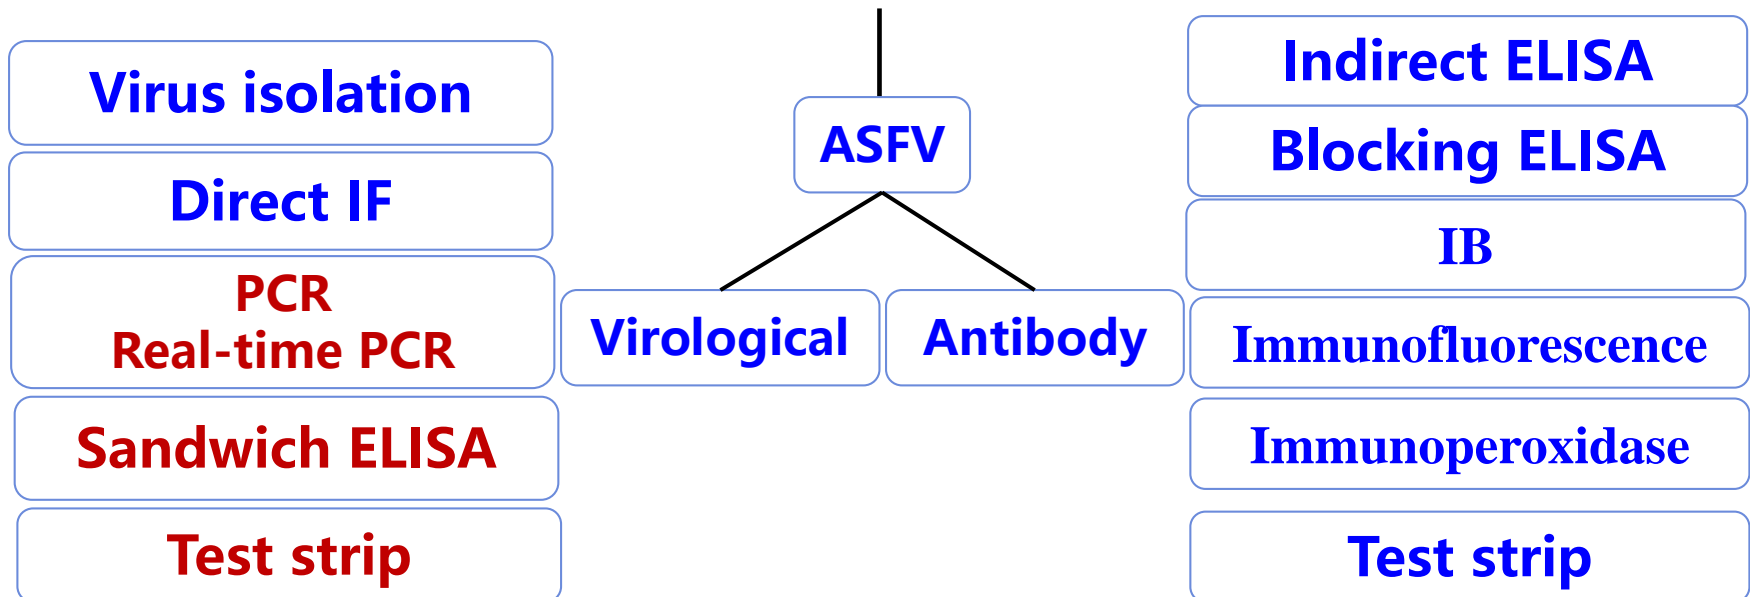 Virus isolation
Direct IF
PCR
Real-time PCR
Sandwich ELISA
Test strip
ASFV
Virological
Antibody
Indirect ELISA
Blocking ELISA
IB
Immunofluorescence
Immunoperoxidase
Test strip